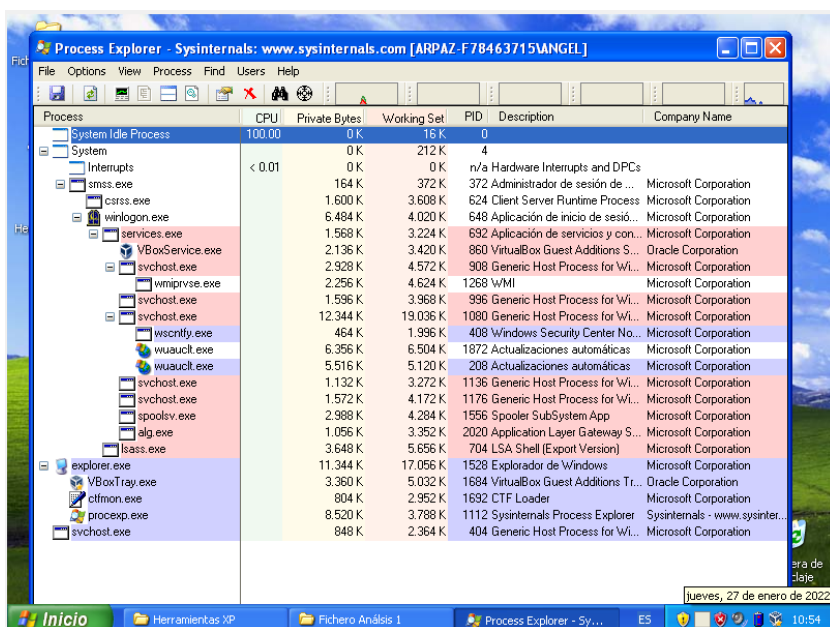 Process Explorer - Sysinternals: www.sysinternals.com [ARPAZ-F78463715\ANGEL]
File Options View Process Find Users Help
Process CPU Private Bytes Working Set PID Description Company Name
System Idle Process 100.00 0 K 16 K 0
System 0 K 212 K 4
Interrupts < 0.01 0 K 0 K n/a Hardware Interrupts and DPCs
smss.exe 164 K 372 K 372 Administrador de sesión de ... Microsoft Corporation
csrss.exe 1.600 K 3.608 K 624 Client Server Runtime Process Microsoft Corporation
winlogon.exe 6.484 K 4.020 K 648 Aplicación de inicio de sesió... Microsoft Corporation
services.exe 1.568 K 3.224 K 692 Aplicación de servicios y con... Microsoft Corporation
VBoxService.exe 2.136 K 3.420 K 860 VirtualBox Guest Additions S... Oracle Corporation
svchost.exe 2.928 K 4.572 K 908 Generic Host Process for Wi... Microsoft Corporation
wmiprvse.exe 2.256 K 4.624 K 1268 WMI Microsoft Corporation
svchost.exe 1.596 K 3.968 K 996 Generic Host Process for Wi... Microsoft Corporation
svchost.exe 12.344 K 19.036 K 1080 Generic Host Process for Wi... Microsoft Corporation
wscntfy.exe 464 K 1.996 K 408 Windows Security Center No... Microsoft Corporation
wuauclt.exe 6.356 K 6.504 K 1872 Actualizaciones automáticas Microsoft Corporation
wuauclt.exe 5.516 K 5.120 K 208 Actualizaciones automáticas Microsoft Corporation
svchost.exe 1.132 K 3.272 K 1136 Generic Host Process for Wi... Microsoft Corporation
svchost.exe 1.572 K 4.172 K 1176 Generic Host Process for Wi... Microsoft Corporation
spoolsv.exe 2.988 K 4.284 K 1556 Spooler SubSystem App Microsoft Corporation
alg.exe 1.056 K 3.352 K 2020 Application Layer Gateway S... Microsoft Corporation
lsass.exe 3.648 K 5.656 K 704 LSA Shell (Export Version) Microsoft Corporation
explorer.exe 11.344 K 17.056 K 1528 Explorador de Windows Microsoft Corporation
VBoxTray.exe 3.360 K 5.032 K 1684 VirtualBox Guest Additions Tr... Oracle Corporation
ctfmon.exe 804 K 2.952 K 1692 CTF Loader Microsoft Corporation
procexp.exe 8.520 K 3.788 K 1112 Sysinternals Process Explorer Sysinternals - www.sysinter...
svchost.exe 848 K 2.364 K 404 Generic Host Process for Wi... Microsoft Corporation
jueves, 27 de enero de 2022
Inicio Herramientas XP Fichero Análsis 1 Process Explorer - Sy... ES 10:54